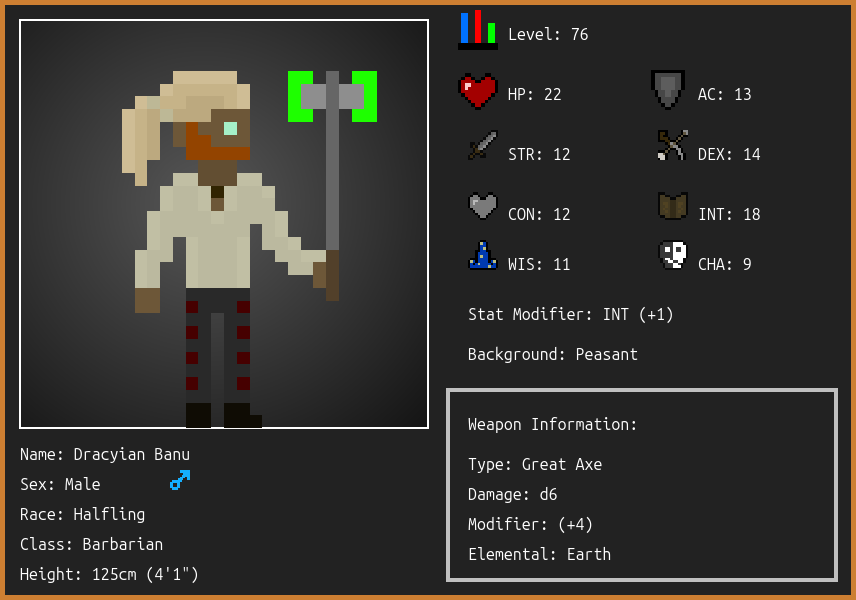 Level: 76
HP: 22
AC: 13
STR: 12
DEX: 14
CON: 12
INT: 18
WIS: 11
CHA: 9
Stat Modifier: INT (+1)
Background: Peasant
Weapon Information:
Type: Great Axe
Damage: d6
Modifier: (+4)
Elemental: Earth
Name: Dracyian Banu
Sex: Male
Race: Halfling
Class: Barbarian
Height: 125cm (4'1")